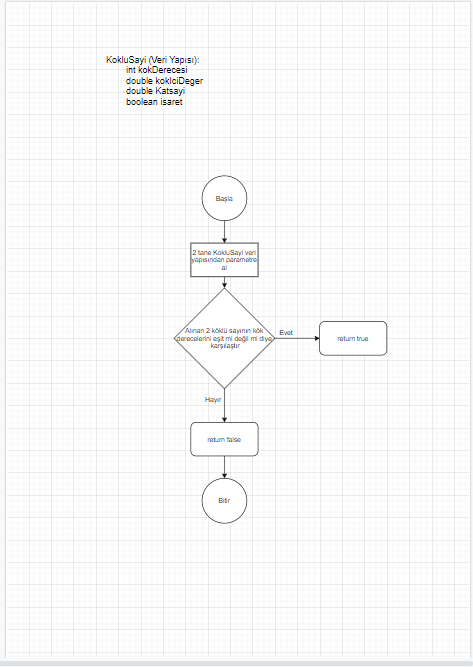 KokluSayi (Veri Yapısı):
int kokDerecesi
double kokIciDeger
double Katsayi
boolean isaret
Başla
2 tane KokluSayi veri
yapısından parametre
al
Alınan 2 köklü sayının kök
derecelerini eşit mi değil mi diye
karşılaştır
Evet
return true
Hayır
return false
Bitir